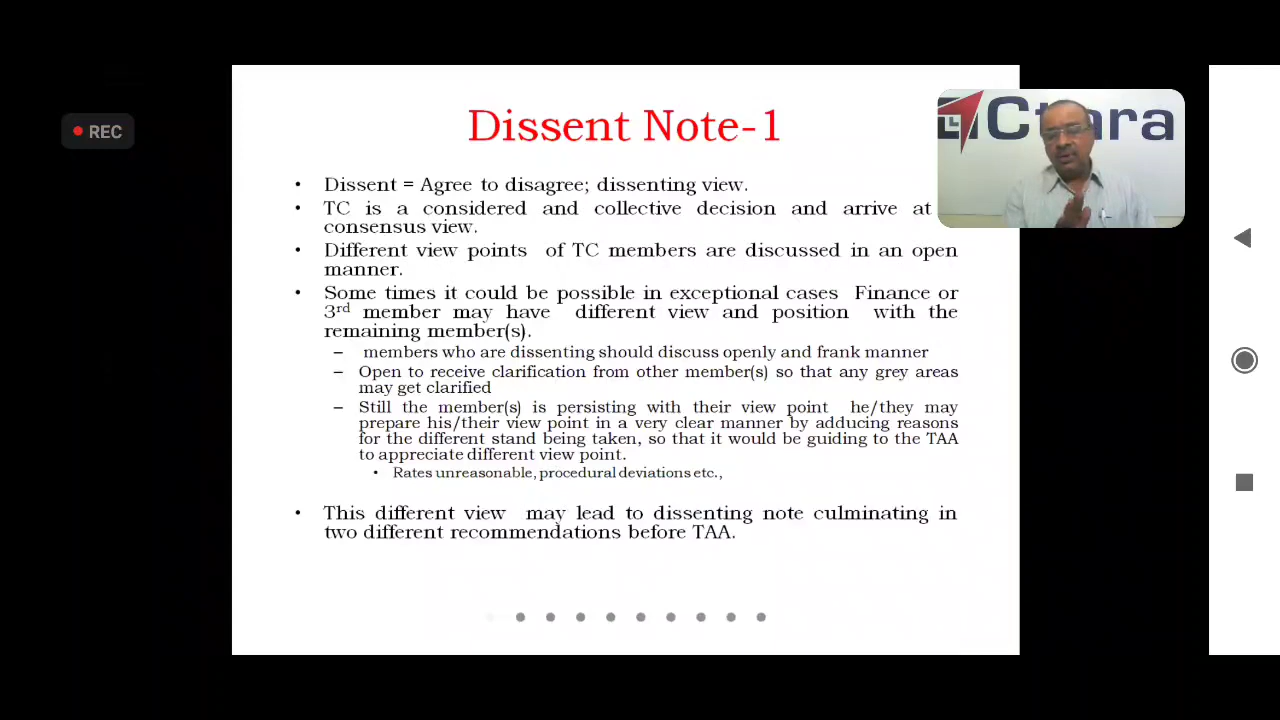 REC
Dissent Note-1
• Dissent = Agree to disagree; dissenting view.
• TC is a considered and collective decision and arrive at
consensus view.
• Different view points of TC members are discussed in an open
manner.
• Some times it could be possible in exceptional cases Finance or
3rd member may have different view and position with the
remaining member(s).
– members who are dissenting should discuss openly and frank manner
– Open to receive clarification from other member(s) so that any grey areas
may get clarified
– Still the member(s) is persisting with their view point he/they may
prepare his/their view point in a very clear manner by adducing reasons
for the different stand being taken, so that it would be guiding to the TAA
to appreciate different view point.
• Rates unreasonable, procedural deviations etc.,
• This different view may lead to dissenting note culminating in
two different recommendations before TAA.